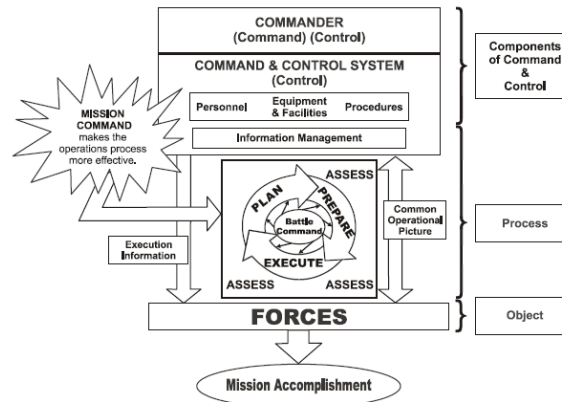 COMMANDER
(Command) (Control)
COMMAND & CONTROL SYSTEM
(Control)
Personnel
Equipment
& Facilities
Procedures
Information Management
Components
of Command
&
Control
MISSION
COMMAND
makes the
operations process
more effective.
ASSESS
PLAN
PREPARE
Battle
Command
EXECUTE
ASSESS
ASSESS
Execution
Information
Common
Operational
Picture
Process
FORCES
Object
Mission Accomplishment